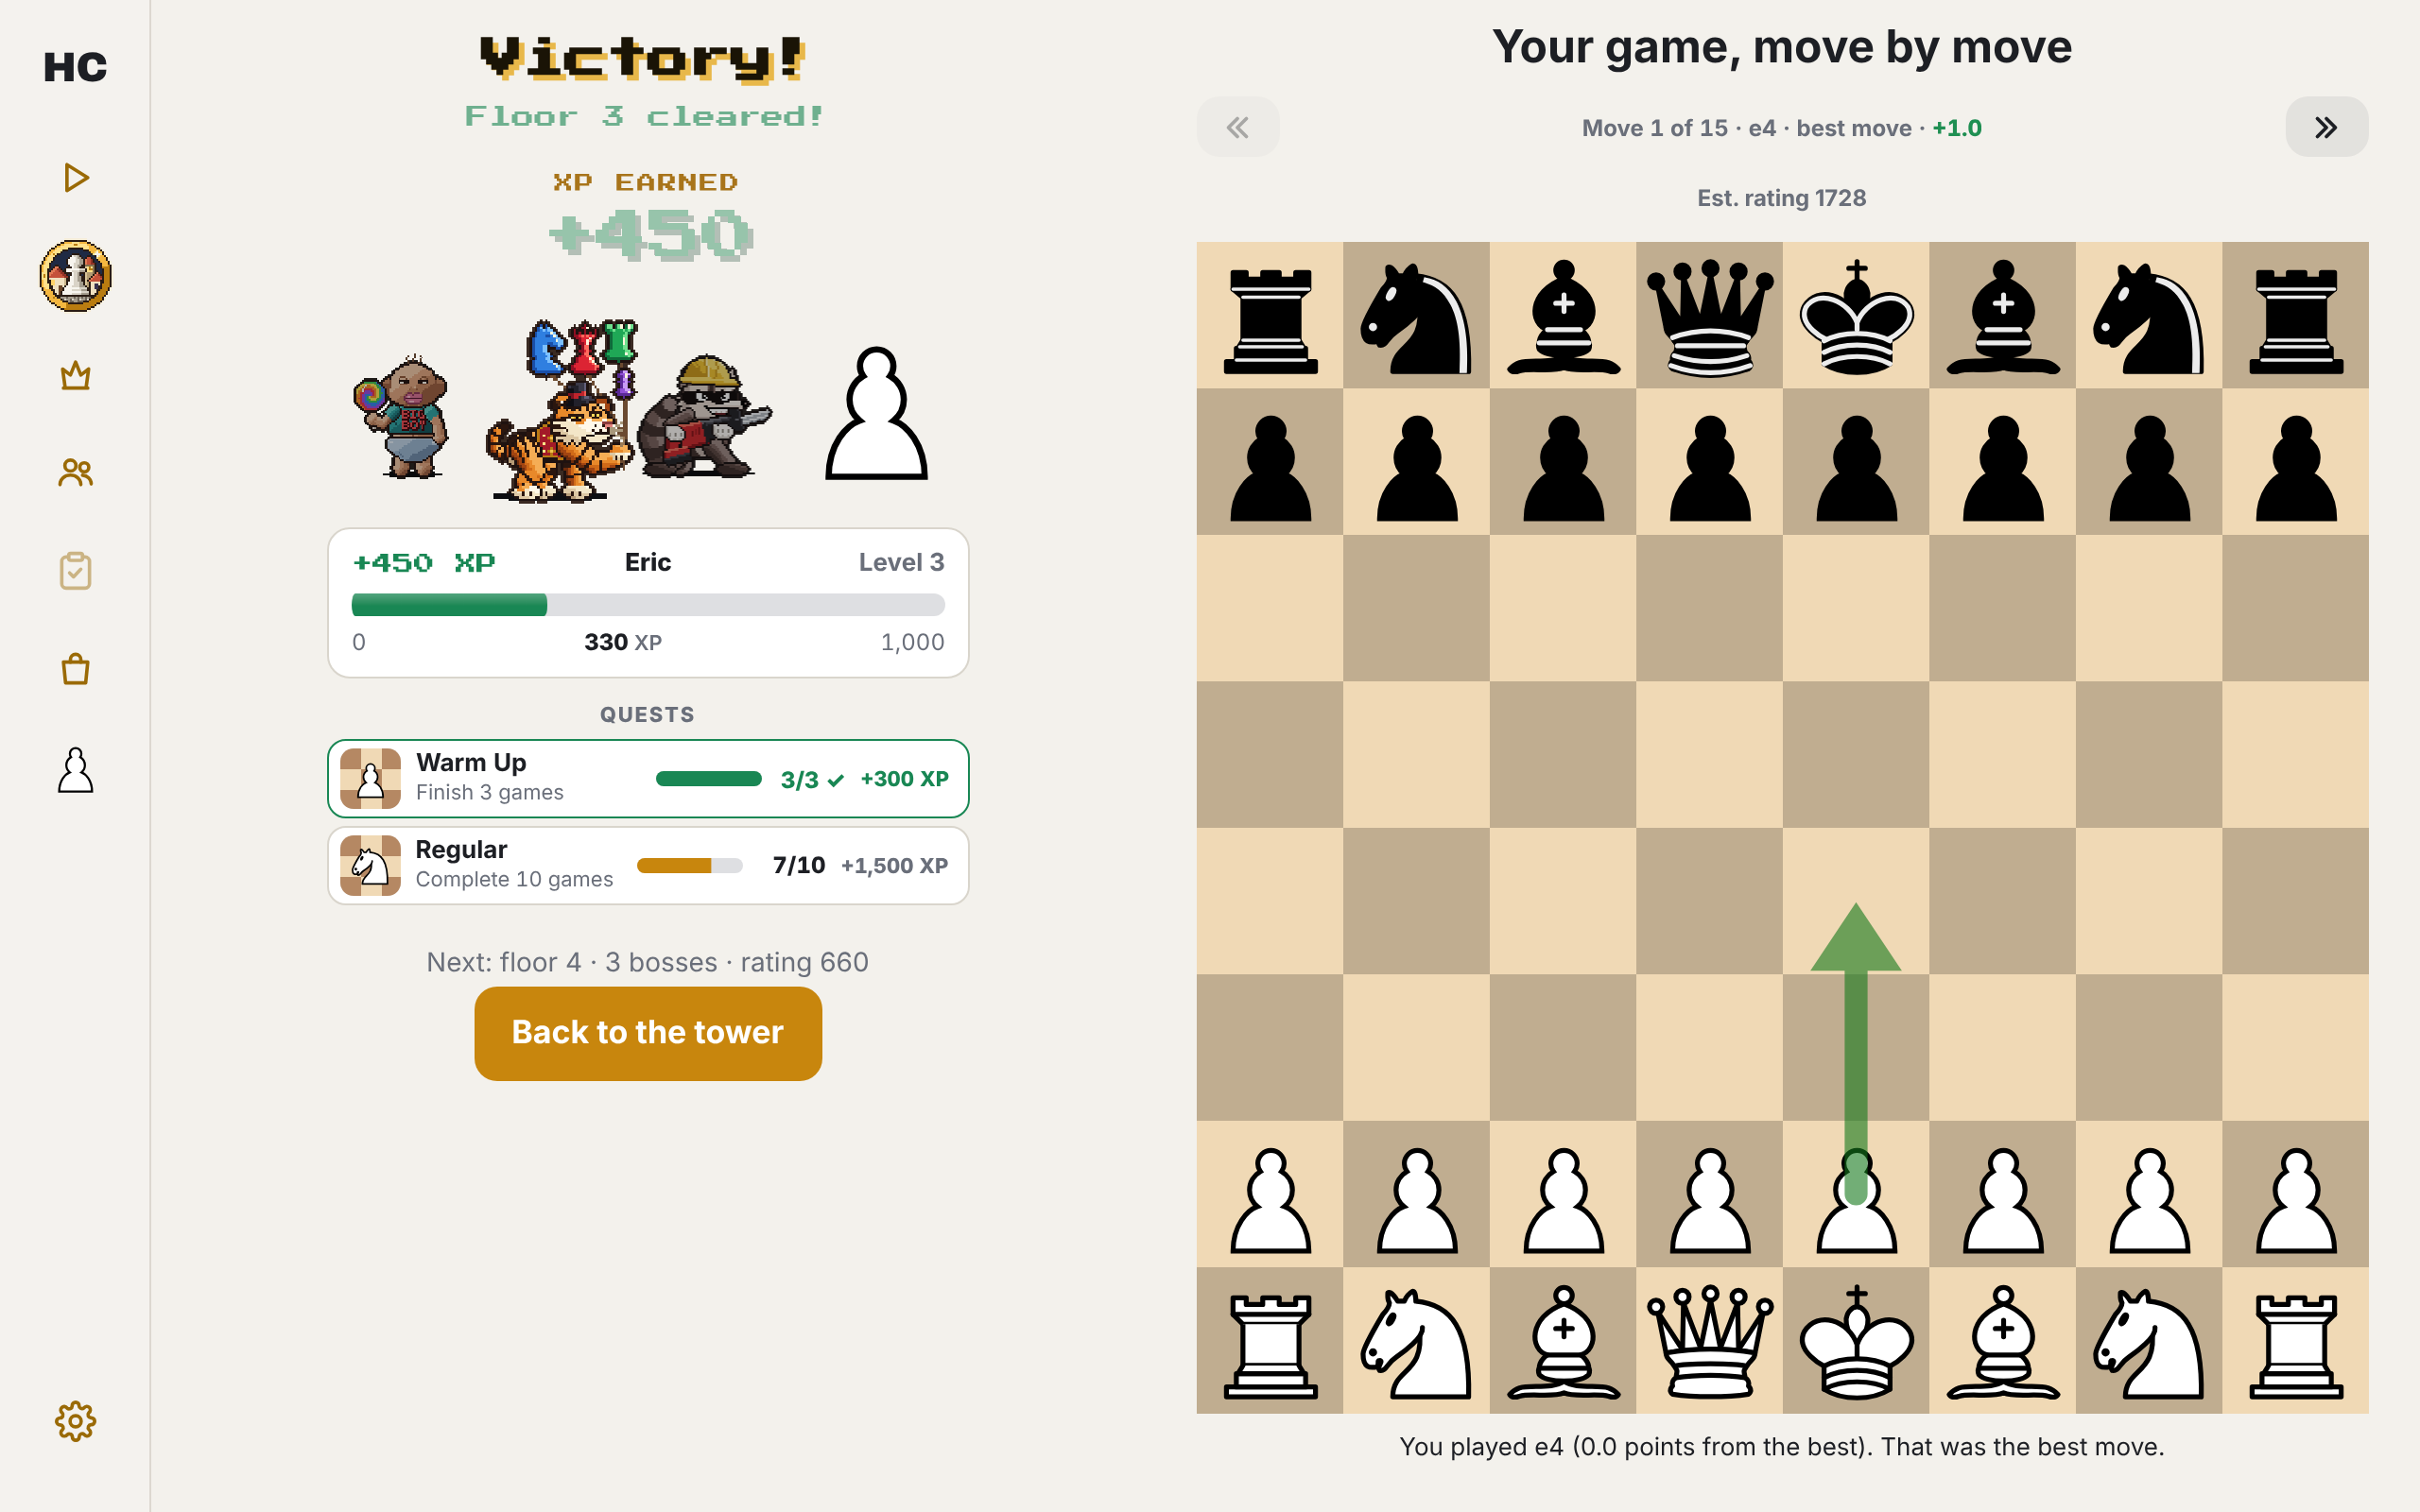 HC
Victory!
Floor 3 cleared!
XP EARNED
+450
BIG
BOY
+450 XP Eric Level 3
0 330 XP 1,000
QUESTS
Warm Up
Finish 3 games
3/3 +300 XP
Regular
Complete 10 games
7/10 +1,500 XP
Next: floor 4 · 3 bosses · rating 660
Back to the tower
Your game, move by move
Move 1 of 15 · e4 · best move · +1.0
Est. rating 1728
You played e4 (0.0 points from the best). That was the best move.